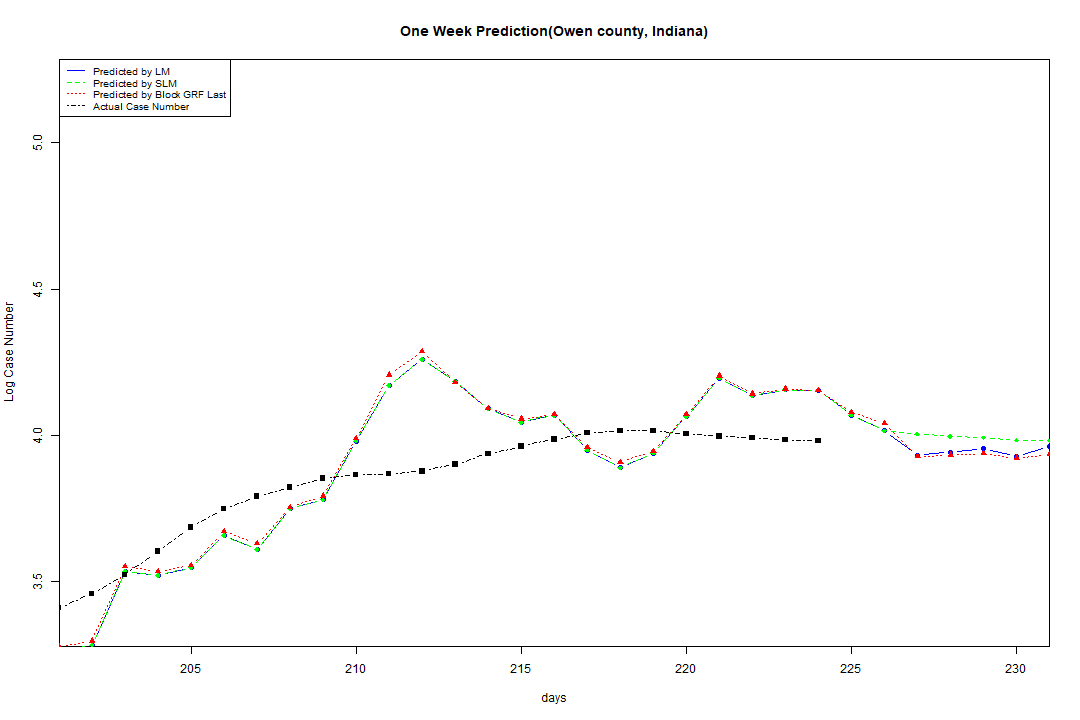 One Week Prediction(Owen county, Indiana)
Predicted by LM
Predicted by SLM
Predicted by Block GRF Last
Actual Case Number
5.0
4.5
4.0
3.5
Log Case Number
205 210 215 220 225 230
days